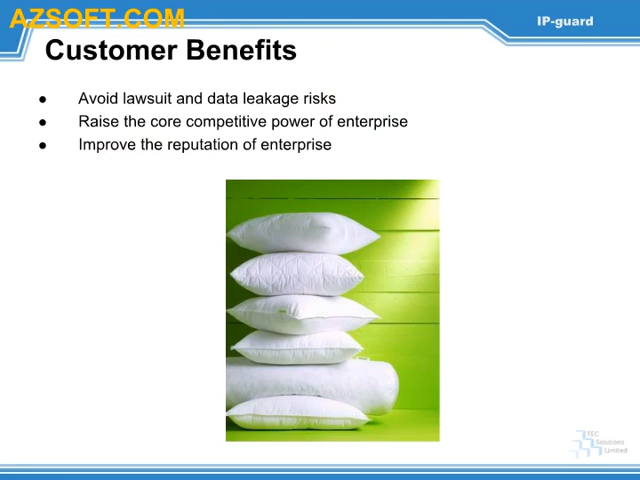 AZSOFT.COM
IP-guard
Customer Benefits
● Avoid lawsuit and data leakage risks
● Raise the core competitive power of enterprise
● Improve the reputation of enterprise
TEC
Solutions
Limited